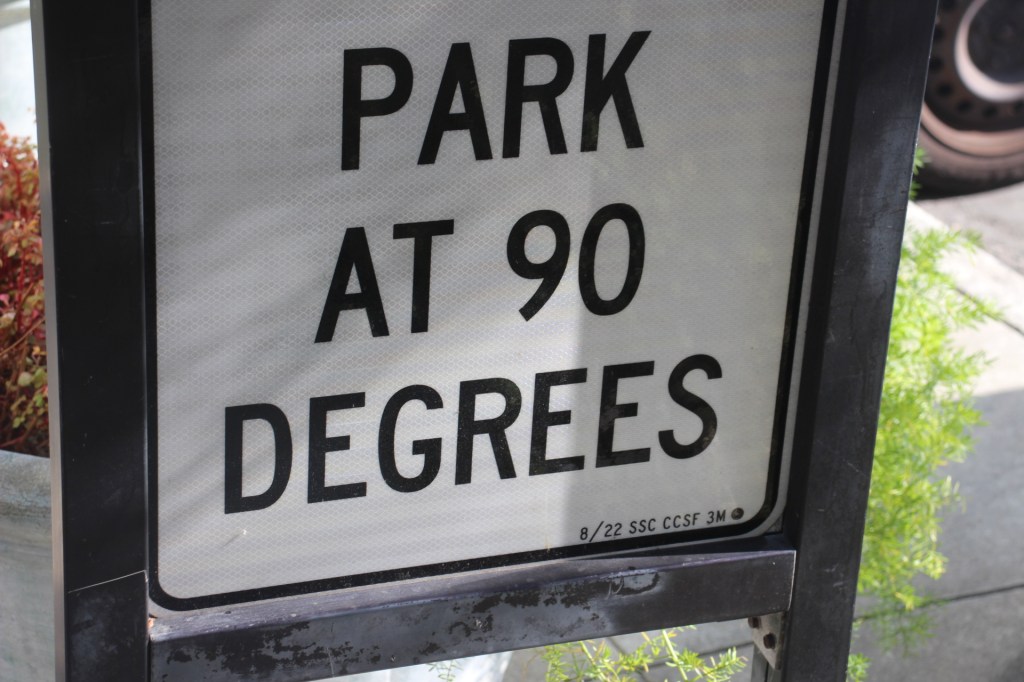 PARK
AT 90
DEGREES
8/22 SSC CCSF 3M